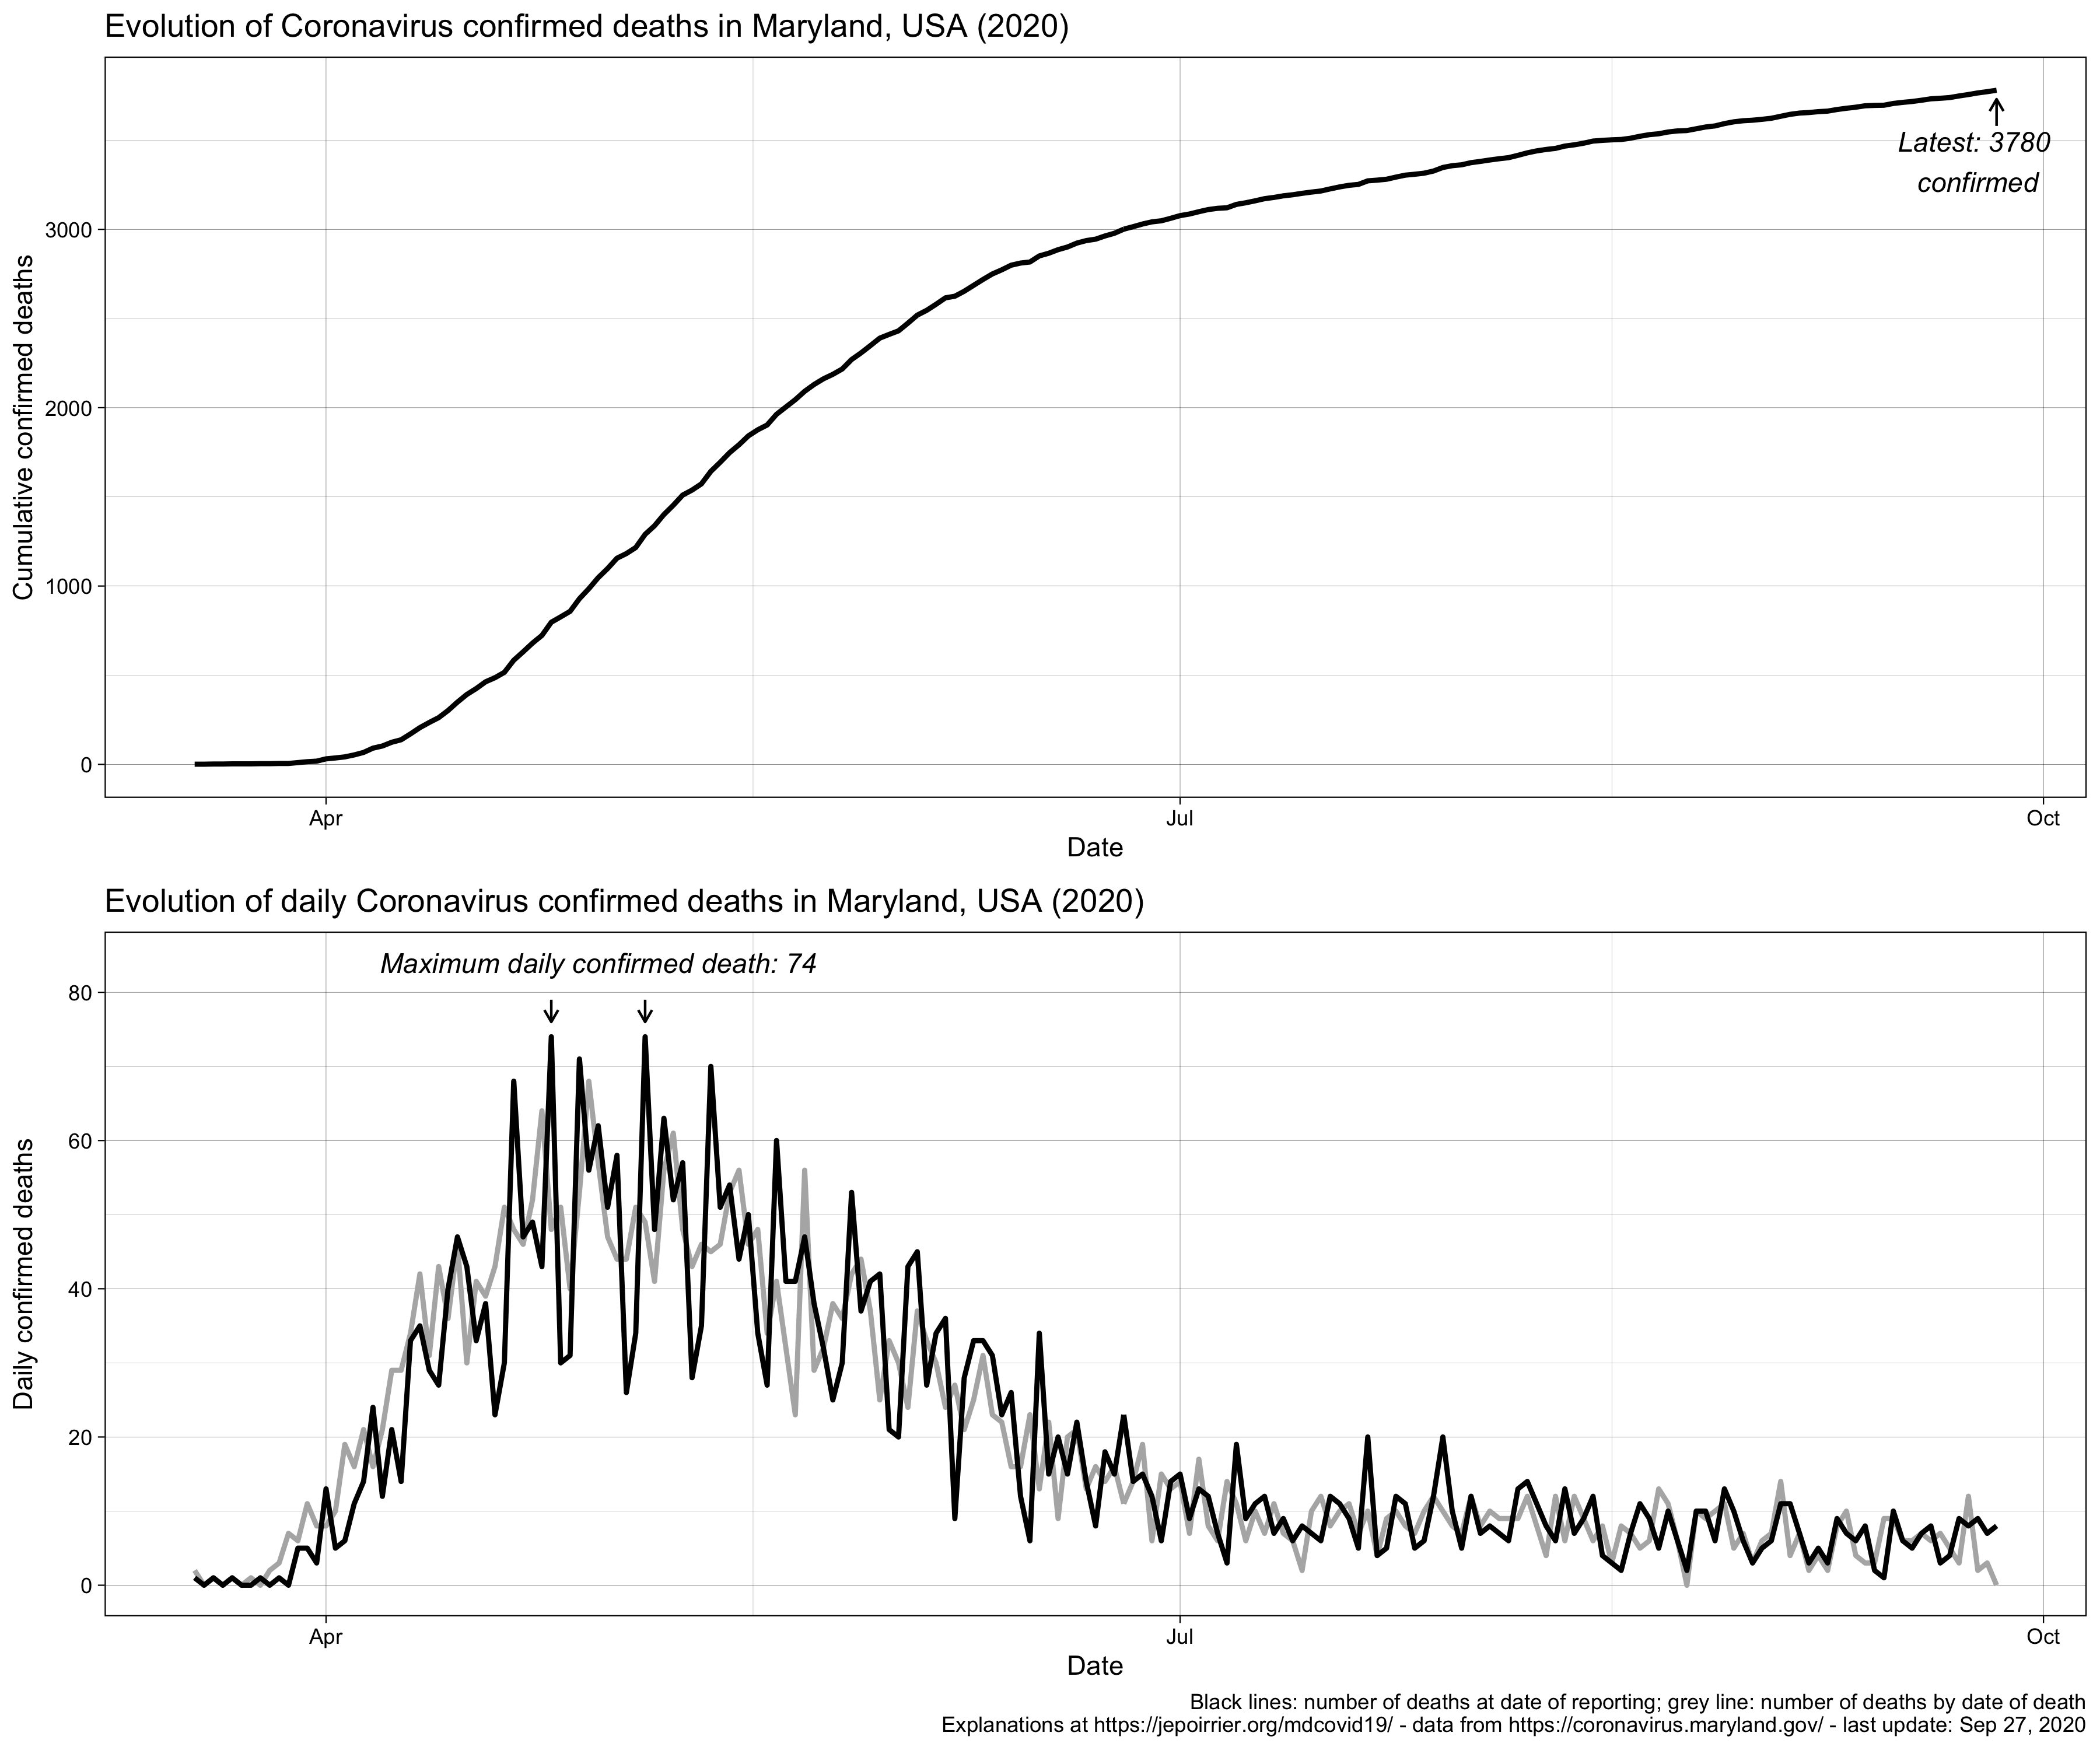 Evolution of Coronavirus confirmed deaths in Maryland, USA (2020)
Cumulative confirmed deaths
3000
2000
1000
0
Latest: 3780
confirmed
Apr
Jul
Oct
Date
Evolution of daily Coronavirus confirmed deaths in Maryland, USA (2020)
Maximum daily confirmed death: 74
Daily confirmed deaths
80
60
40
20
0
Apr
Jul
Oct
Date
Black lines: number of deaths at date of reporting; grey line: number of deaths by date of death
Explanations at https://jepoirrier.org/mdcovid19/ - data from https://coronavirus.maryland.gov/ - last update: Sep 27, 2020